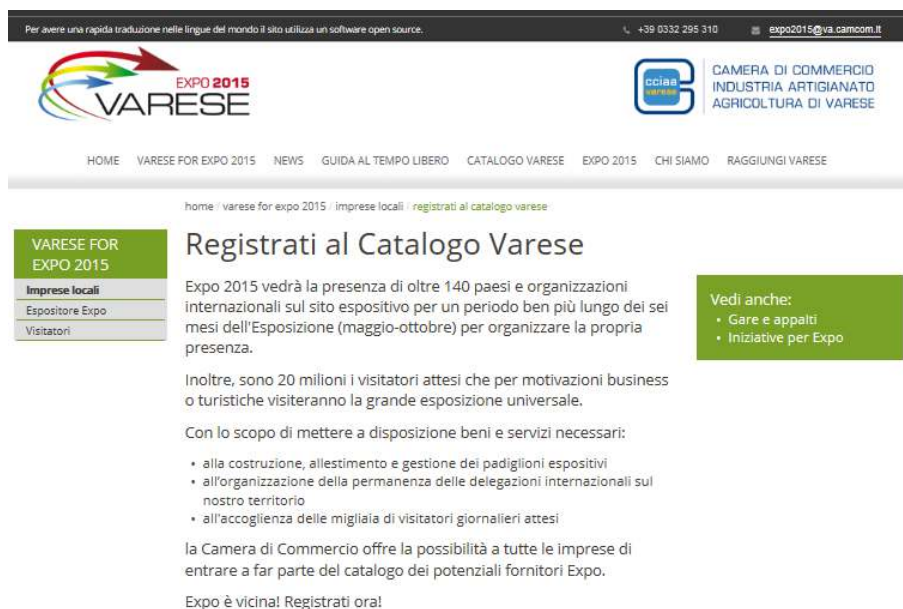 Per avere una rapida traduzione nelle lingue del mondo il sito utilizza un software open source.
+39 0332 295 310
expo2015@va.camcom.it
EXPO 2015
VARESE
cciaa
varese
CAMERA DI COMMERCIO
INDUSTRIA ARTIGIANATO
AGRICOLTURA DI VARESE
HOME VARESE FOR EXPO 2015 NEWS GUIDA AL TEMPO LIBERO CATALOGO VARESE EXPO 2015 CHI SIAMO RAGGIUNGI VARESE
home / varese for expo 2015 / imprese locali / registrati al catalogo varese
VARESE FOR
EXPO 2015
Imprese locali
Espositore Expo
Visitatori
Registrati al Catalogo Varese
Expo 2015 vedrà la presenza di oltre 140 paesi e organizzazioni
internazionali sul sito espositivo per un periodo ben più lungo dei sei
mesi dell'Esposizione (maggio-ottobre) per organizzare la propria
presenza.
Inoltre, sono 20 milioni i visitatori attesi che per motivazioni business
o turistiche visiteranno la grande esposizione universale.
Con lo scopo di mettere a disposizione beni e servizi necessari:
• alla costruzione, allestimento e gestione dei padiglioni espositivi
• all'organizzazione della permanenza delle delegazioni internazionali sul
nostro territorio
• all'accoglienza delle migliaia di visitatori giornalieri attesi
la Camera di Commercio offre la possibilità a tutte le imprese di
entrare a far parte del catalogo dei potenziali fornitori Expo.
Expo è vicina! Registrati ora!
Vedi anche:
• Gare e appalti
• Iniziative per Expo